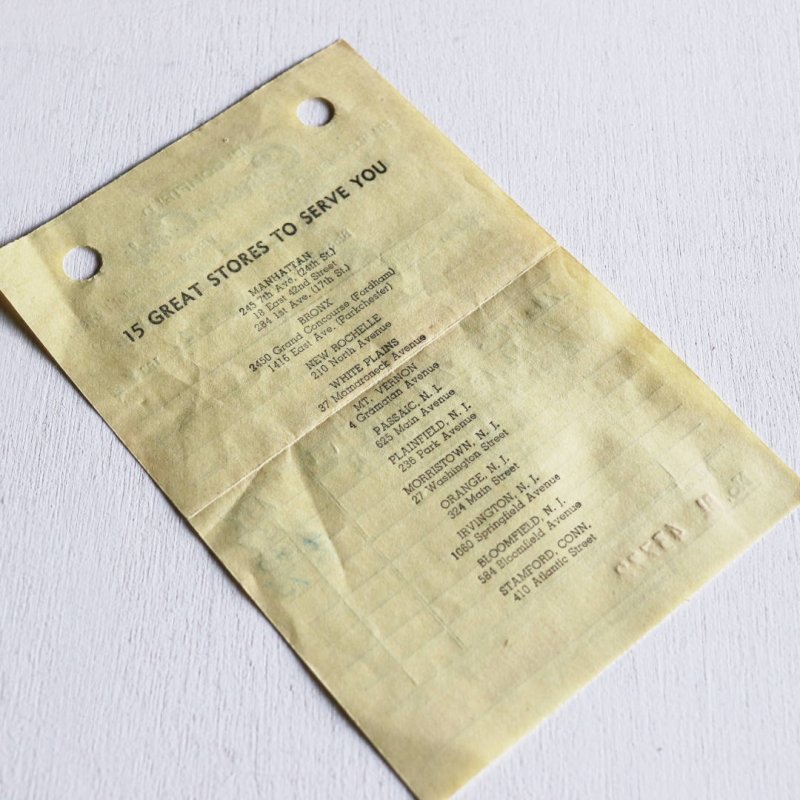 15 GREAT STORES TO SERVE YOU
MANHATTAN
245 7th Ave. (24th St.)
18 East 42nd Street
284 1st Ave. (17th St.)
BRONX
2450 Grand Concourse (Fordham)
1416 East Ave. (Parkchester)
NEW ROCHELLE
210 North Avenue
WHITE PLAINS
37 Mamaroneck Avenue
MT. VERNON
4 Gramatan Avenue
PASSAIC, N. J.
625 Main Avenue
PLAINFIELD, N. J.
236 Park Avenue
MORRISTOWN, N. J.
27 Washington Street
ORANGE, N. J.
324 Main Street
IRVINGTON, N. J.
1060 Springfield Avenue
BLOOMFIELD, N. J.
584 Bloomfield Avenue
STAMFORD, CONN.
410 Atlantic Street